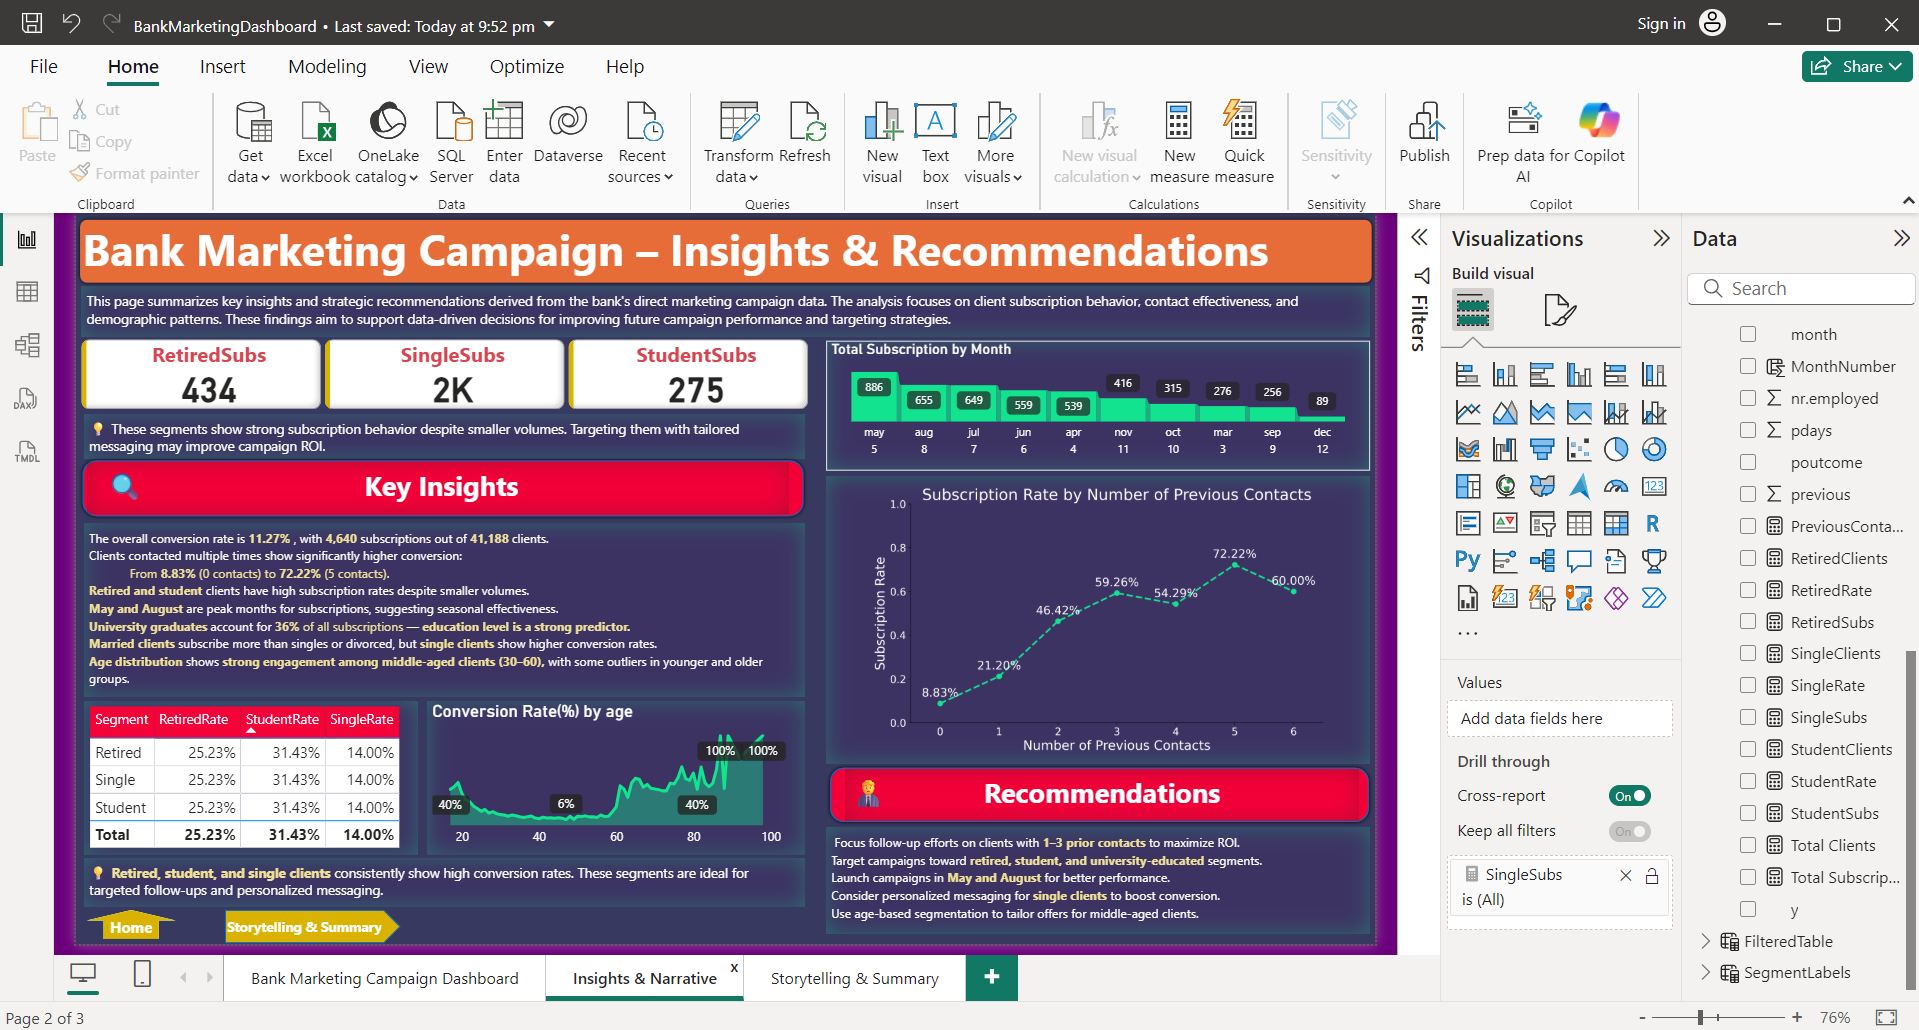 BankMarketingDashboard • Last saved: Today at 9:52 pm
Sign in
File
Home
Insert
Modeling
View
Optimize
Help
Share
Paste
Cut
Copy
Format painter
Clipboard
Get data
Excel workbook
OneLake catalog
SQL Server
Enter data
Dataverse
Recent sources
Data
Transform data
Refresh
Queries
New visual
Text box
More visuals
Insert
New visual calculation
New measure
Quick measure
Calculations
Sensitivity
Sensitivity
Publish
Share
Prep data for AI
Copilot
Copilot
DAX
TMDL
Bank Marketing Campaign – Insights & Recommendations
This page summarizes key insights and strategic recommendations derived from the bank's direct marketing campaign data. The analysis focuses on client subscription behavior, contact effectiveness, and
demographic patterns. These findings aim to support data-driven decisions for improving future campaign performance and targeting strategies.
RetiredSubs
434
SingleSubs
2K
StudentSubs
275
💡 These segments show strong subscription behavior despite smaller volumes. Targeting them with tailored
messaging may improve campaign ROI.
Key Insights
The overall conversion rate is 11.27% , with 4,640 subscriptions out of 41,188 clients.
Clients contacted multiple times show significantly higher conversion:
From 8.83% (0 contacts) to 72.22% (5 contacts).
Retired and student clients have high subscription rates despite smaller volumes.
May and August are peak months for subscriptions, suggesting seasonal effectiveness.
University graduates account for 36% of all subscriptions — education level is a strong predictor.
Married clients subscribe more than singles or divorced, but single clients show higher conversion rates.
Age distribution shows strong engagement among middle-aged clients (30–60), with some outliers in younger and older
groups.
Segment RetiredRate StudentRate SingleRate
Retired 25.23% 31.43% 14.00%
Single 25.23% 31.43% 14.00%
Student 25.23% 31.43% 14.00%
Total 25.23% 31.43% 14.00%
Conversion Rate(%) by age
100% 100%
40% 6% 40%
20 40 60 80 100
💡 Retired, student, and single clients consistently show high conversion rates. These segments are ideal for
targeted follow-ups and personalized messaging.
Home
Storytelling & Summary
Total Subscription by Month
886 655 649 559 539 416 315 276 256 89
may aug jul jun apr nov oct mar sep dec
5 8 7 6 4 11 10 3 9 12
Subscription Rate by Number of Previous Contacts
Subscription Rate
1.0
0.8
0.6
0.4
0.2
0.0
8.83%
21.20%
46.42%
59.26%
54.29%
72.22%
60.00%
0 1 2 3 4 5 6
Number of Previous Contacts
Recommendations
Focus follow-up efforts on clients with 1–3 prior contacts to maximize ROI.
Target campaigns toward retired, student, and university-educated segments.
Launch campaigns in May and August for better performance.
Consider personalized messaging for single clients to boost conversion.
Use age-based segmentation to tailor offers for middle-aged clients.
Filters
Visualizations
Build visual
123
R
Py
123
...
Values
Add data fields here
Drill through
Cross-report
On
Keep all filters
On
SingleSubs
is (All)
Data
Search
month
MonthNumber
nr.employed
pdays
poutcome
previous
PreviousConta...
RetiredClients
RetiredRate
RetiredSubs
SingleClients
SingleRate
SingleSubs
StudentClients
StudentRate
StudentSubs
Total Clients
Total Subscrip...
y
FilteredTable
SegmentLabels
Bank Marketing Campaign Dashboard
Insights & Narrative
x
Storytelling & Summary
+
Page 2 of 3
- + 76%